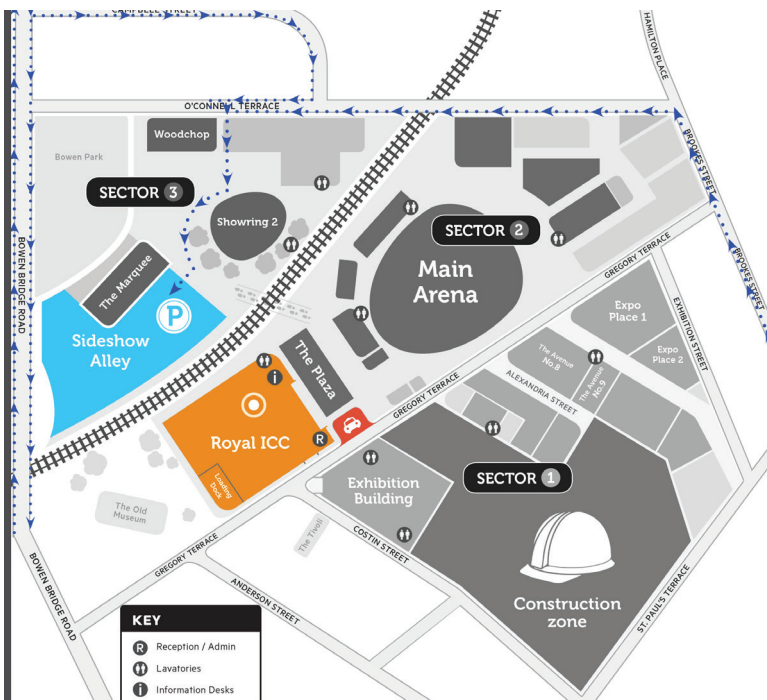 CAMPBELL STREET
HAMILTON PLACE
O'CONNELL TERRACE
Woodchop
Bowen Park
BROOKES STREET
SECTOR 3
Showring 2
SECTOR 2
Main
Arena
GREGORY TERRACE
BOWEN BRIDGE ROAD
The Marquee
P
Sideshow
Alley
BROOKES STREET
Expo
Place 1
EXHIBITION STREET
Expo
Place 2
The Avenue
No.8
The Avenue
No.9
ALEXANDRIA STREET
The Plaza
i
GREGORY TERRACE
Royal ICC
R
Loading
Dock
SECTOR 1
Exhibition
Building
The Old
Museum
The Tivoli
COSTIN STREET
GREGORY TERRACE
ANDERSON STREET
BOWEN BRIDGE ROAD
Construction
zone
ST. PAUL'S TERRACE
KEY
R Reception / Admin
Lavatories
i Information Desks